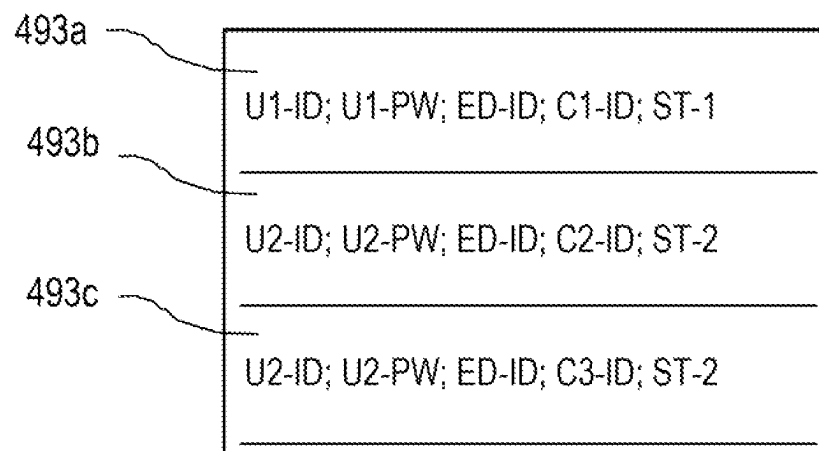 493a
U1-ID; U1-PW; ED-ID; C1-ID; ST-1
493b
U2-ID; U2-PW; ED-ID; C2-ID; ST-2
493c
U2-ID; U2-PW; ED-ID; C3-ID; ST-2